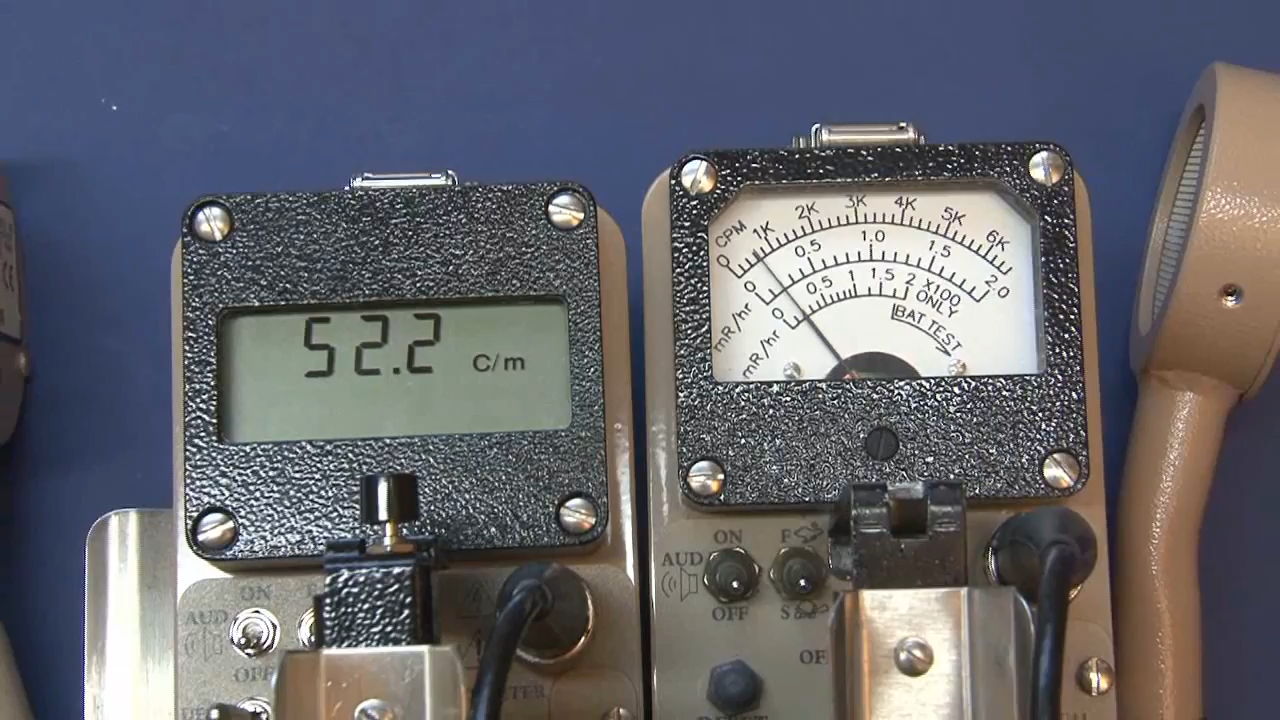 52.2 C/m
CPM 0 1K 2K 3K 4K 5K 6K
mR/hr 0 0.5 1.0 1.5 2.0
mR/hr 0 0.5 1 1.5 2 X100 ONLY
BAT TEST
ON
AUD
OFF
ON
AUD
OFF
F
S
RESET
CE